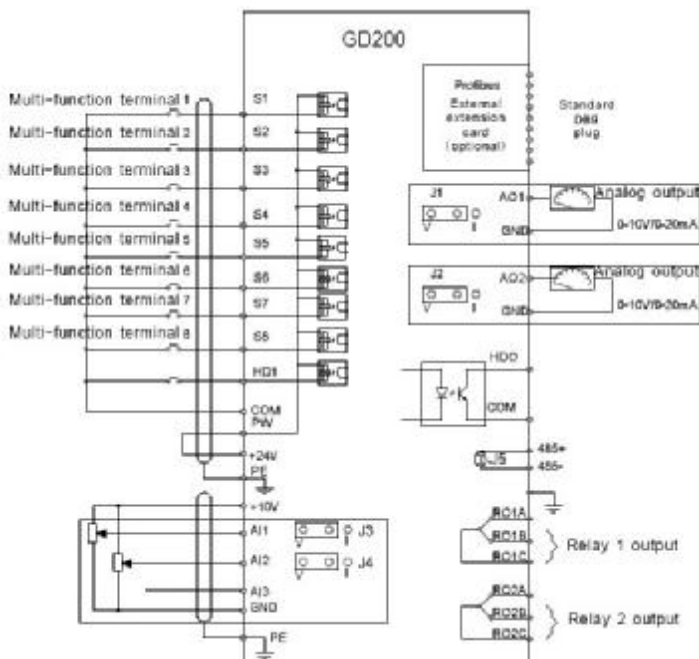 GD200
Multi-function terminal 1
S1
Multi-function terminal 2
S2
Multi-function terminal 3
S3
Multi-function terminal 4
S4
Multi-function terminal 5
S5
Multi-function terminal 6
S6
Multi-function terminal 7
S7
Multi-function terminal 8
S8
HD1
COM
PW
+24V
PE
+10V
AI1
AI2
AI3
GND
PE
J3
V I
J4
V I
Profibus
External
extension
card
(optional)
Standard
DB9
plug
J1
V I
AO1
GND
Analog output
0-10V/0-20mA
J2
V I
AO2
GND
Analog output
0-10V/0-20mA
HDO
COM
J5
485+
485-
RO1A
RO1B
RO1C
Relay 1 output
RO2A
RO2B
RO2C
Relay 2 output